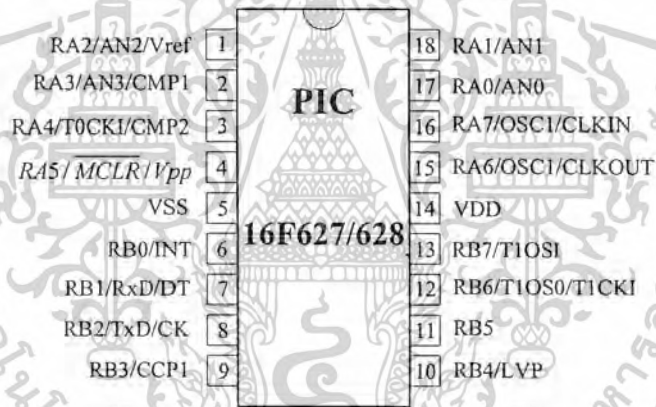 RA2/AN2/Vref 1 18 RA1/AN1
RA3/AN3/CMP1 2 PIC 17 RA0/AN0
RA4/T0CKI/CMP2 3 16 RA7/OSC1/CLKIN
RA5/MCLR/Vpp 4 15 RA6/OSC1/CLKOUT
VSS 5 14 VDD
RB0/INT 6 16F627/628 13 RB7/T1OSI
RB1/RxD/DT 7 12 RB6/T1OS0/T1CKI
RB2/TxD/CK 8 11 RB5
RB3/CCP1 9 10 RB4/LVP